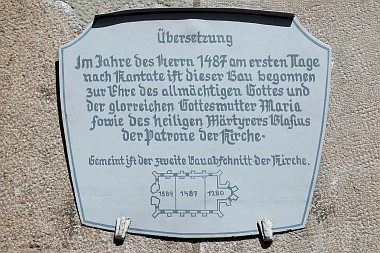 Übersetzung
Im Jahre des Herrn 1487 am ersten Tage
nach Kantate ist dieser Bau begonnen
zur Ehre des allmächtigen Gottes und
der glorreichen Gottesmutter Maria
sowie des heiligen Märtyrers Blasius
der Patrone der Kirche.
Gemeint ist der zweite Bauabschnitt der Kirche.
1584 1487 1280